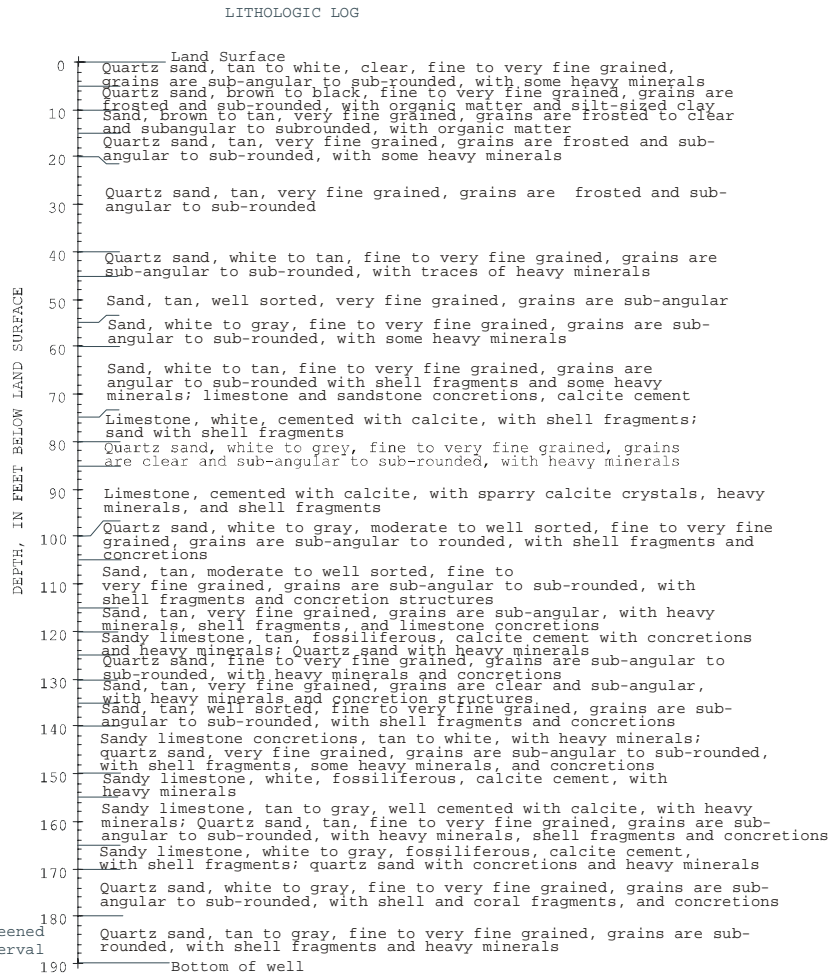 LITHOLOGIC LOG
Land Surface
0
Quartz sand, tan to white, clear, fine to very fine grained,
grains are sub-angular to sub-rounded, with some heavy minerals
Quartz sand, brown to black, fine to very fine grained, grains are
frosted and sub-rounded, with organic matter and silt-sized clay
10
Sand, brown to tan, very fine grained, grains are frosted to clear
and subangular to subrounded, with organic matter
Quartz sand, tan, very fine grained, grains are frosted and sub-
20
angular to sub-rounded, with some heavy minerals
Quartz sand, tan, very fine grained, grains are frosted and sub-
30
angular to sub-rounded
40
Quartz sand, white to tan, fine to very fine grained, grains are
sub-angular to sub-rounded, with traces of heavy minerals
50
Sand, tan, well sorted, very fine grained, grains are sub-angular
Sand, white to gray, fine to very fine grained, grains are sub-
angular to sub-rounded, with some heavy minerals
60
Sand, white to tan, fine to very fine grained, grains are
angular to sub-rounded with shell fragments and some heavy
70
minerals; limestone and sandstone concretions, calcite cement
Limestone, white, cemented with calcite, with shell fragments;
sand with shell fragments
80
Quartz sand, white to grey, fine to very fine grained, grains
are clear and sub-angular to sub-rounded, with heavy minerals
90
Limestone, cemented with calcite, with sparry calcite crystals, heavy
minerals, and shell fragments
Quartz sand, white to gray, moderate to well sorted, fine to very fine
100
grained, grains are sub-angular to rounded, with shell fragments and
concretions
Sand, tan, moderate to well sorted, fine to
110
very fine grained, grains are sub-angular to sub-rounded, with
shell fragments and concretion structures
Sand, tan, very fine grained, grains are sub-angular, with heavy
minerals, shell fragments, and limestone concretions
120
Sandy limestone, tan, fossiliferous, calcite cement with concretions
and heavy minerals; Quartz sand with heavy minerals
Quartz sand, fine to very fine grained, grains are sub-angular to
sub-rounded, with heavy minerals and concretions
130
Sand, tan, very fine grained, grains are clear and sub-angular,
with heavy minerals and concretion structures
Sand, tan, well sorted, fine to very fine grained, grains are sub-
angular to sub-rounded, with shell fragments and concretions
140
Sandy limestone concretions, tan to white, with heavy minerals;
quartz sand, very fine grained, grains are sub-angular to sub-rounded,
with shell fragments, some heavy minerals, and concretions
150
Sandy limestone, white, fossiliferous, calcite cement, with
heavy minerals
Sandy limestone, tan to gray, well cemented with calcite, with heavy
160
minerals; Quartz sand, tan, fine to very fine grained, grains are sub-
angular to sub-rounded, with heavy minerals, shell fragments and concretions
Sandy limestone, white to gray, fossiliferous, calcite cement,
with shell fragments; quartz sand with concretions and heavy minerals
170
Quartz sand, white to gray, fine to very fine grained, grains are sub-
angular to sub-rounded, with shell and coral fragments, and concretions
180
Quartz sand, tan to gray, fine to very fine grained, grains are sub-
rounded, with shell fragments and heavy minerals
190
Bottom of well
eened
erval
DEPTH, IN FEET BELOW LAND SURFACE